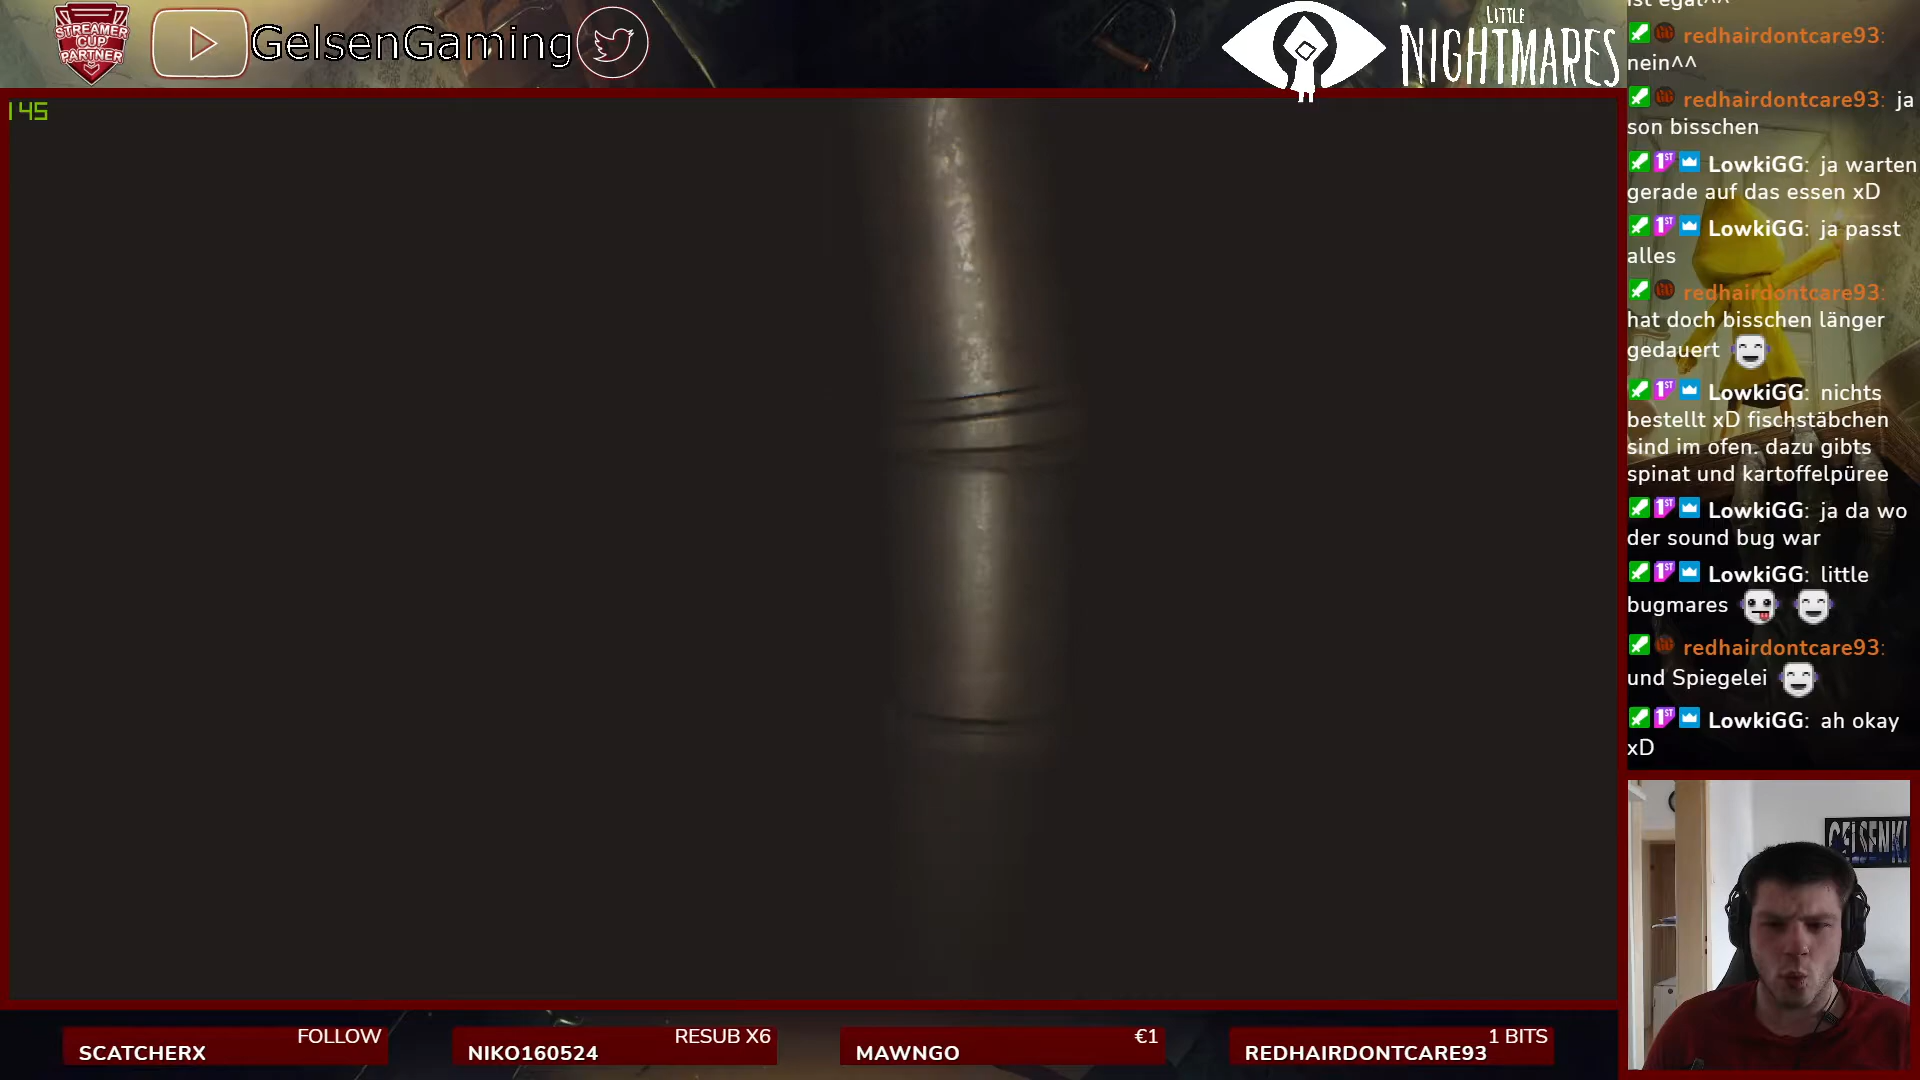 STREAMER
CUP
PARTNER
GelsenGaming
LITTLE
NIGHTMARES
145
ist egal^^
redhairdontcare93:
nein^^
redhairdontcare93: ja
son bisschen
LowkiGG: ja warten
gerade auf das essen xD
LowkiGG: ja passt
alles
redhairdontcare93:
hat doch bisschen länger
gedauert
LowkiGG: nichts
bestellt xD fischstäbchen
sind im ofen. dazu gibts
spinat und kartoffelpüree
LowkiGG: ja da wo
der sound bug war
LowkiGG: little
bugmares
redhairdontcare93:
und Spiegelei
LowkiGG: ah okay
xD
FOLLOW
SCATCHERX
RESUB X6
NIKO160524
€1
MAWNGO
1 BITS
REDHAIRDONTCARE93